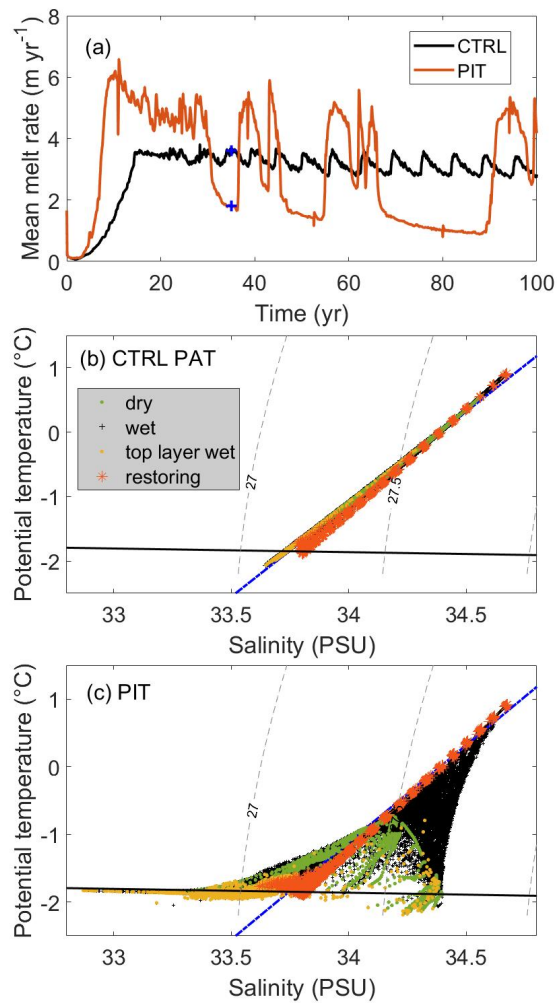 (a)
CTRL
PIT
Mean melt rate (m yr-1)
8
6
4
2
0
0 20 40 60 80 100
Time (yr)
(b) CTRL PAT
dry
wet
top layer wet
restoring
Potential temperature (°C)
1
0
-1
-2
27
27.5
33 33.5 34 34.5
Salinity (PSU)
(c) PIT
Potential temperature (°C)
1
0
-1
-2
27
33 33.5 34 34.5
Salinity (PSU)